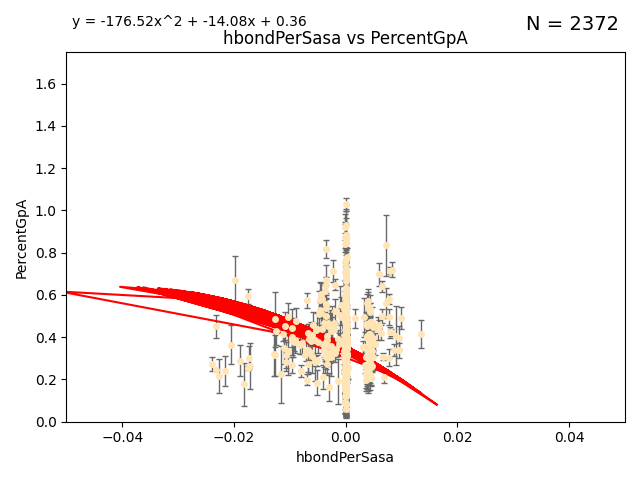 y = -176.52x^2 + -14.08x + 0.36
N = 2372
hbondPerSasa vs PercentGpA
1.6
1.4
1.2
1.0
0.8
0.6
0.4
0.2
0.0
PercentGpA
−0.04 −0.02 0.00 0.02 0.04
hbondPerSasa